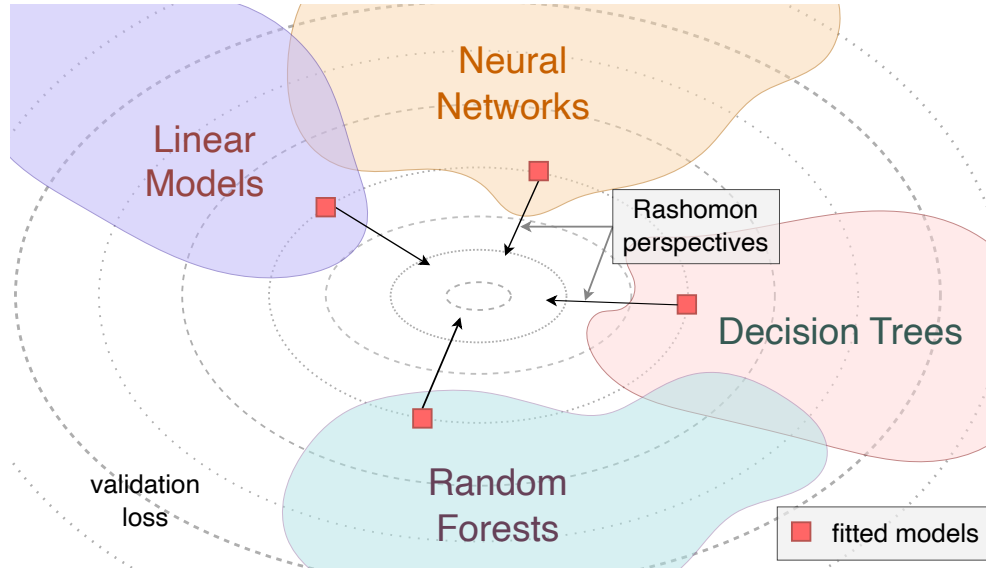 Neural
Networks
Linear
Models
Rashomon
perspectives
Decision Trees
Random
Forests
validation
loss
fitted models